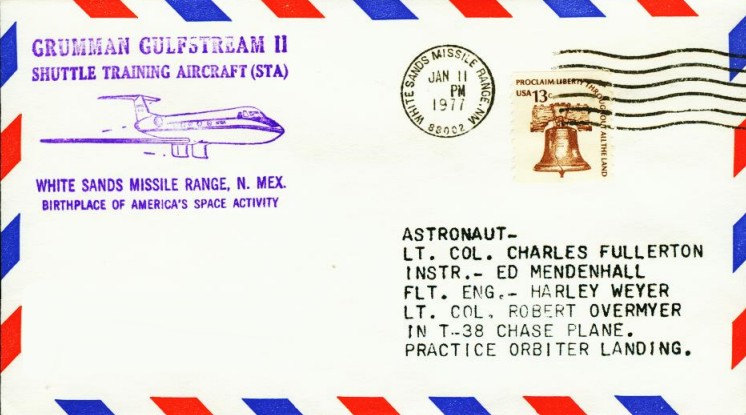 GRUMMAN GULFSTREAM II
SHUTTLE TRAINING AIRCRAFT (STA)
WHITE SANDS MISSILE RANGE, N. MEX.
BIRTHPLACE OF AMERICA'S SPACE ACTIVITY
WHITE SANDS MISSILE RANGE, NM
JAN 11
PM
1977
88002
PROCLAIM LIBERTY THROUGHOUT ALL THE LAND
USA 13c
ASTRONAUT-
LT. COL. CHARLES FULLERTON
INSTR.- ED MENDENHALL
FLT. ENG.- HARLEY WEYER
LT. COL. ROBERT OVERMYER
IN T-38 CHASE PLANE.
PRACTICE ORBITER LANDING.